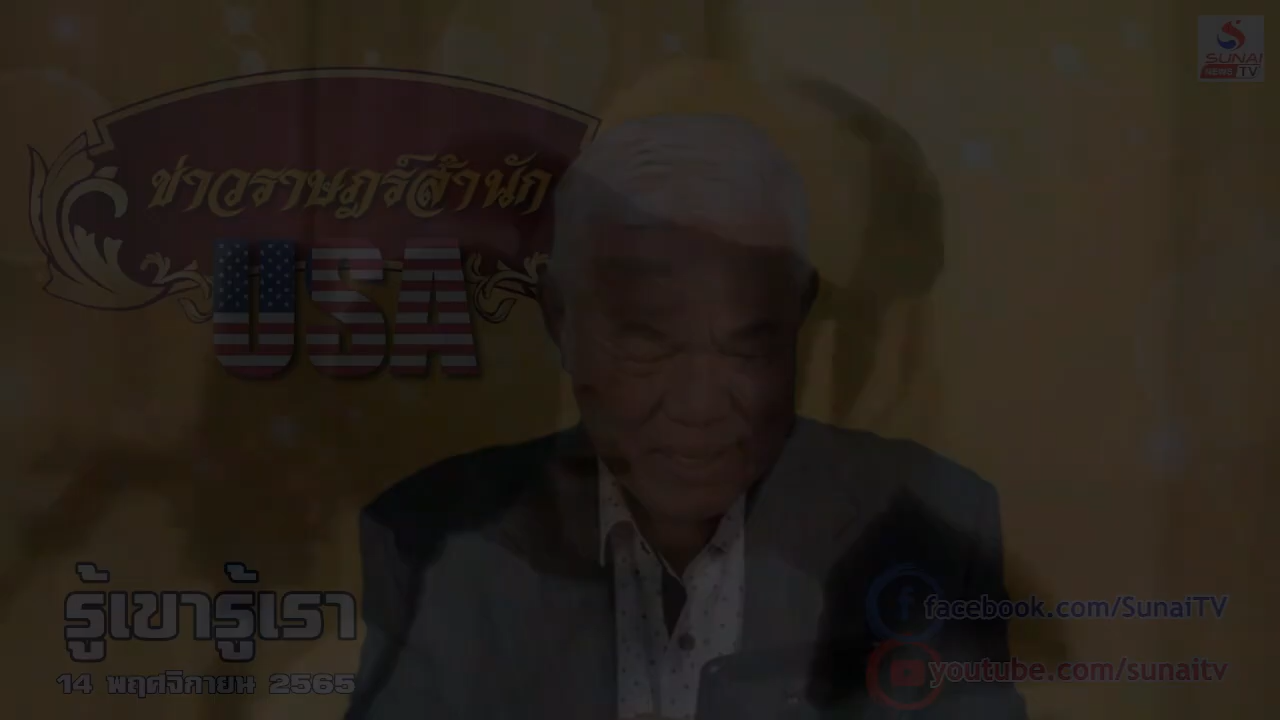 SUNAI
NEWS TV
ข่าวราษฎร์สำนัก
USA
รู้เขารู้เรา
14 พฤศจิกายน 2565
facebook.com/SunaiTV
youtube.com/sunaitv